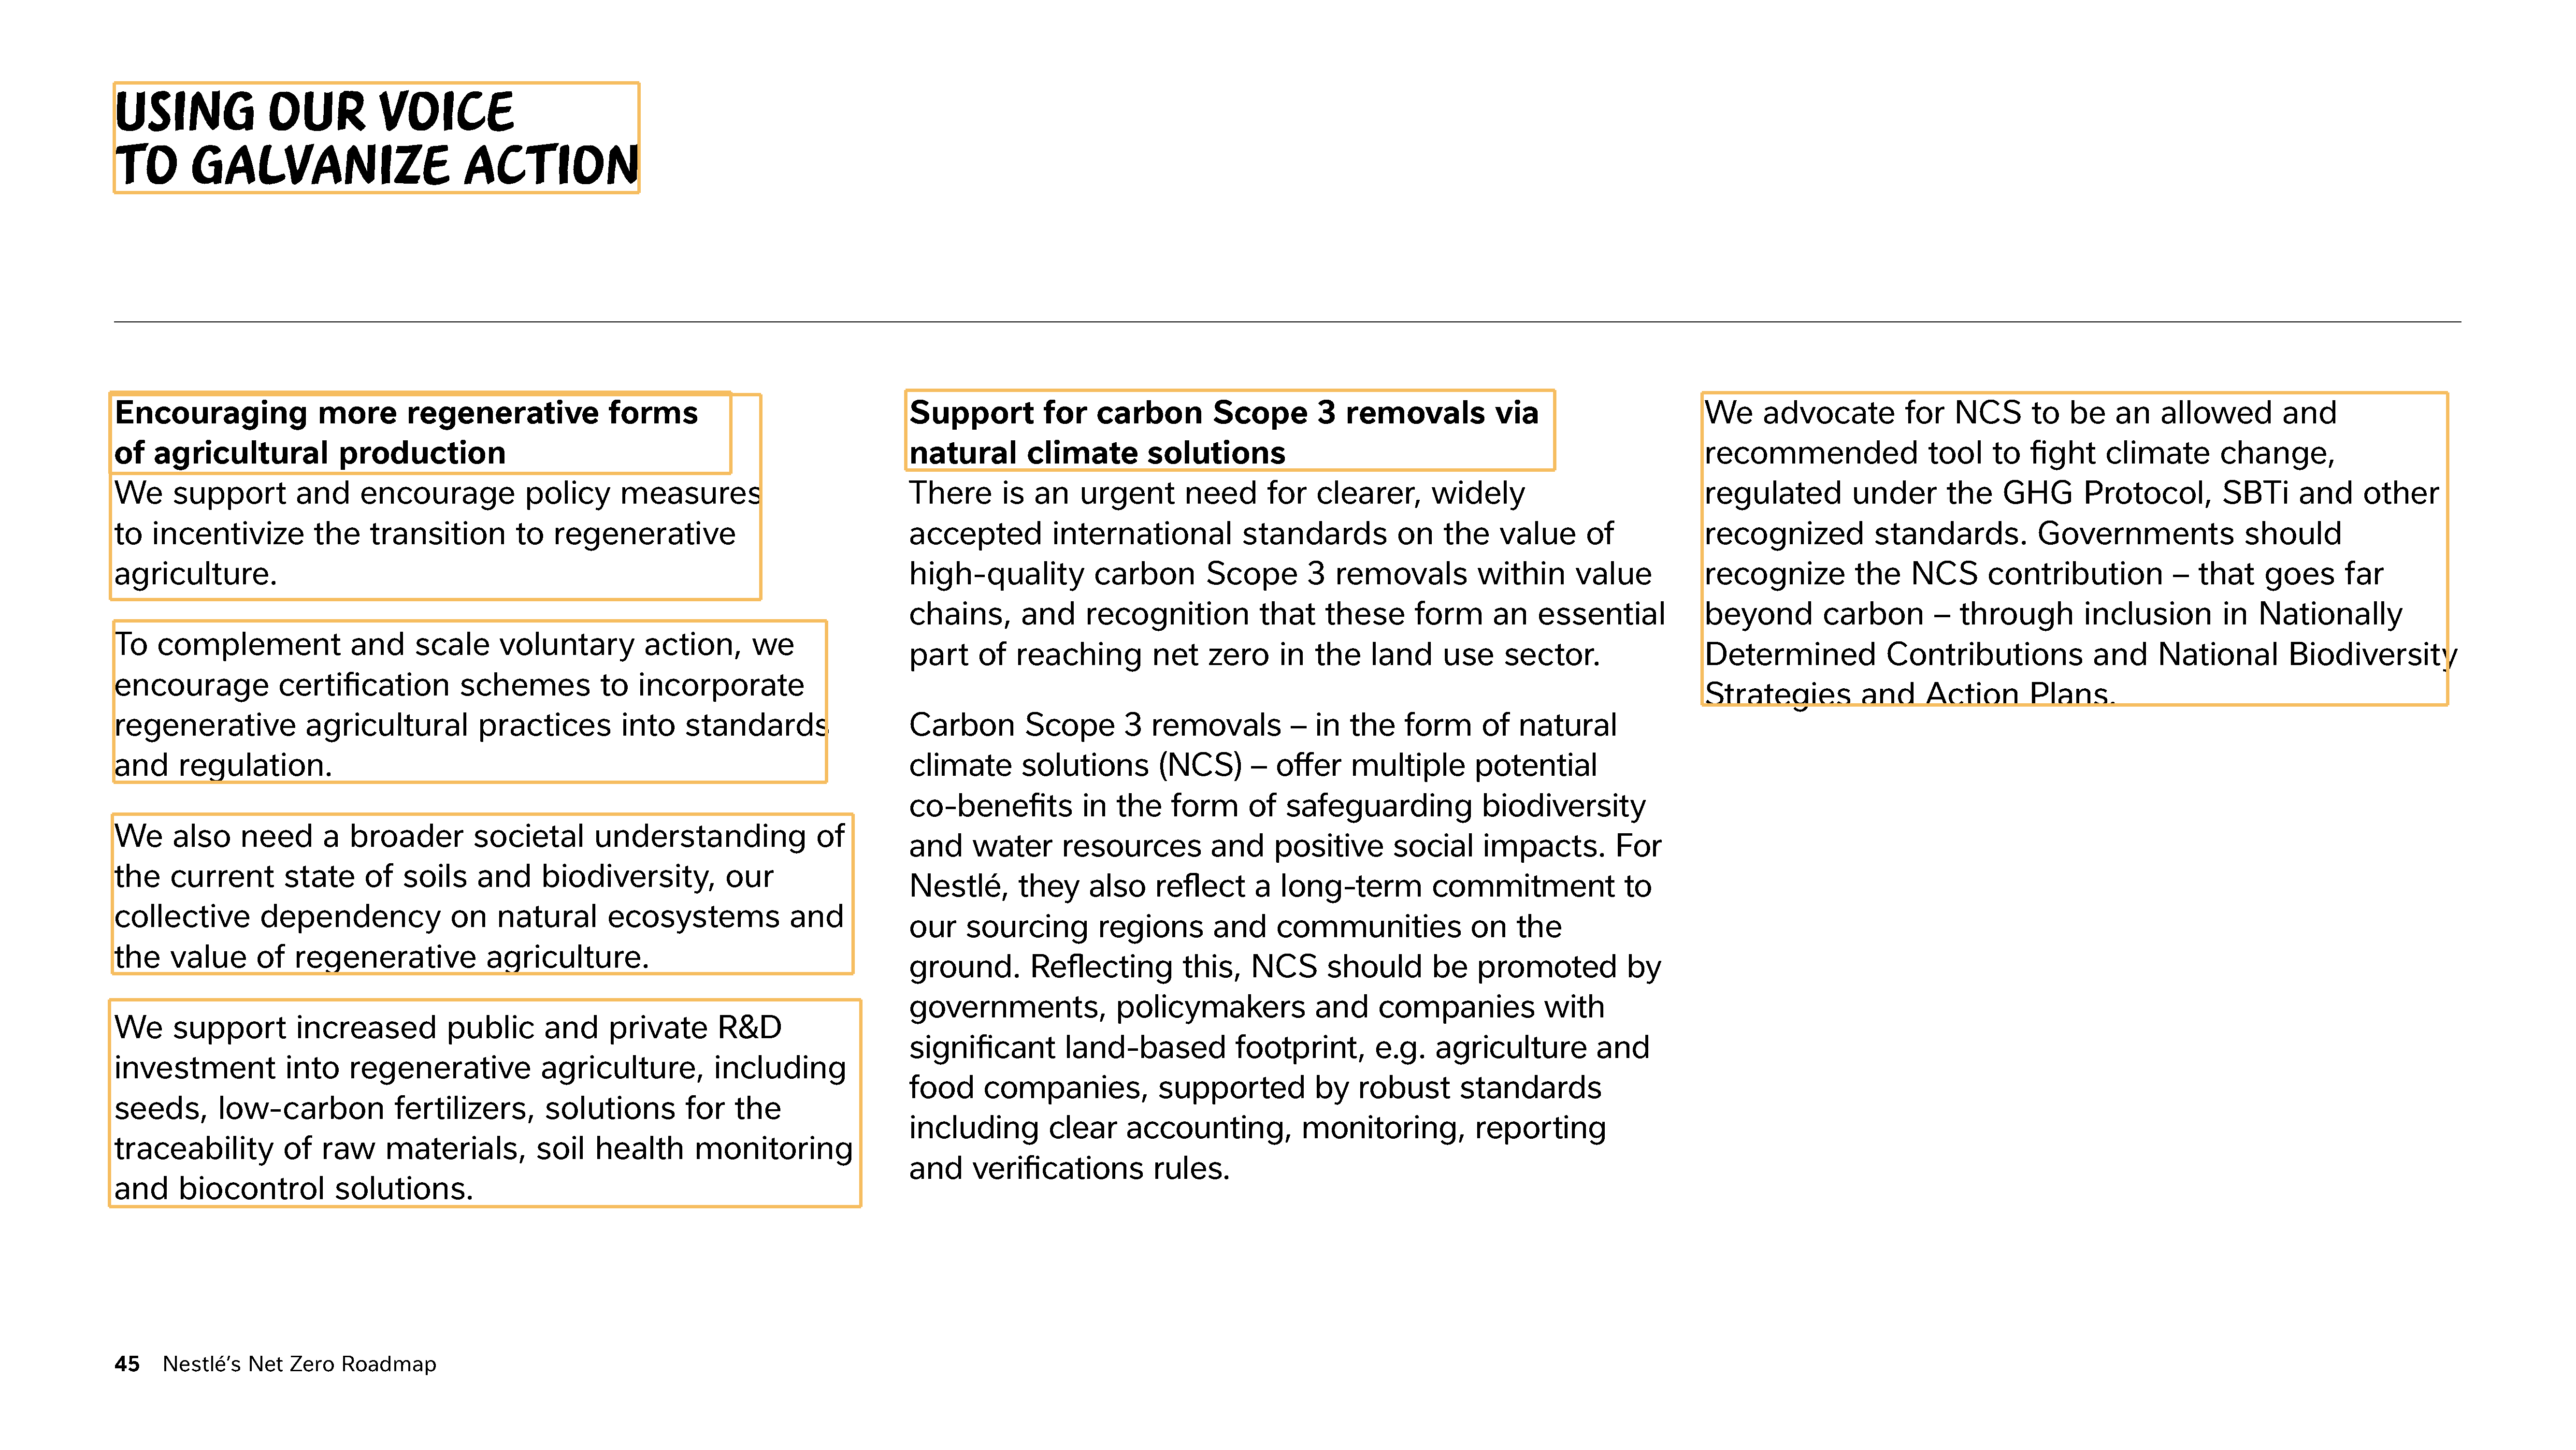 USING OUR VOICE
TO GALVANIZE ACTION
Encouraging more regenerative forms
of agricultural production
We support and encourage policy measures
to incentivize the transition to regenerative
agriculture.
To complement and scale voluntary action, we
encourage certification schemes to incorporate
regenerative agricultural practices into standards
and regulation.
We also need a broader societal understanding of
the current state of soils and biodiversity, our
collective dependency on natural ecosystems and
the value of regenerative agriculture.
We support increased public and private R&D
investment into regenerative agriculture, including
seeds, low-carbon fertilizers, solutions for the
traceability of raw materials, soil health monitoring
and biocontrol solutions.
Support for carbon Scope 3 removals via
natural climate solutions
There is an urgent need for clearer, widely
accepted international standards on the value of
high-quality carbon Scope 3 removals within value
chains, and recognition that these form an essential
part of reaching net zero in the land use sector.
Carbon Scope 3 removals – in the form of natural
climate solutions (NCS) – offer multiple potential
co-benefits in the form of safeguarding biodiversity
and water resources and positive social impacts. For
Nestlé, they also reflect a long-term commitment to
our sourcing regions and communities on the
ground. Reflecting this, NCS should be promoted by
governments, policymakers and companies with
significant land-based footprint, e.g. agriculture and
food companies, supported by robust standards
including clear accounting, monitoring, reporting
and verifications rules.
We advocate for NCS to be an allowed and
recommended tool to fight climate change,
regulated under the GHG Protocol, SBTi and other
recognized standards. Governments should
recognize the NCS contribution – that goes far
beyond carbon – through inclusion in Nationally
Determined Contributions and National Biodiversity
Strategies and Action Plans.
45 Nestlé’s Net Zero Roadmap